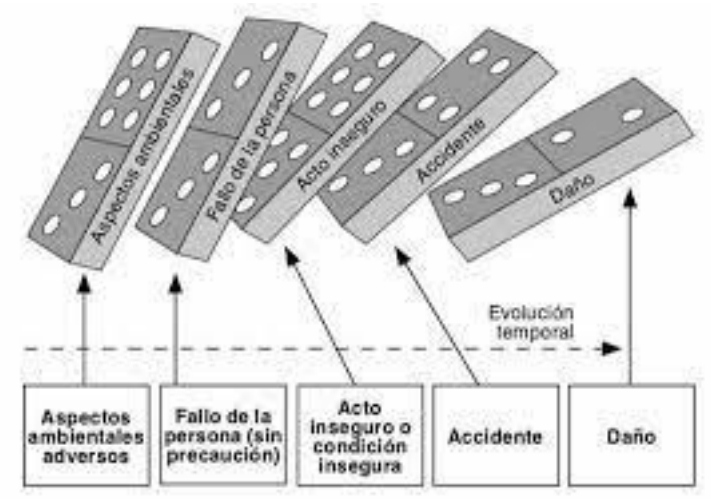 Aspectos ambientales
Fallo de la persona
Acto inseguro
Accidente
Daño
Evolución
temporal
Aspectos
ambientales
adversos
Fallo de la
persona (sin
precaución)
Acto
inseguro o
condición
insegura
Accidente
Daño